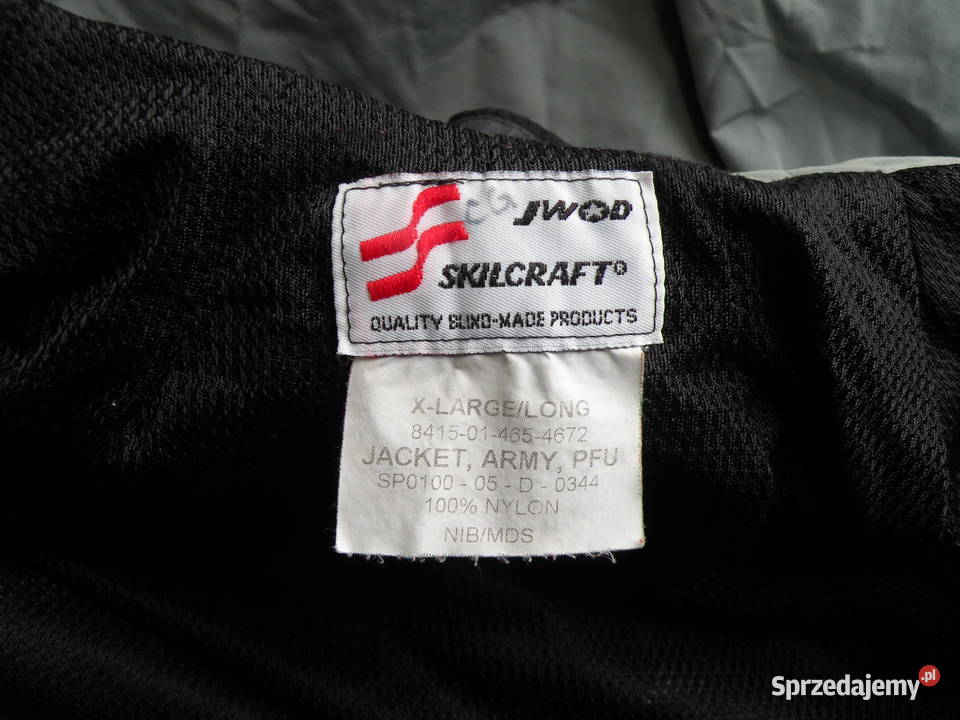 CG JWOD
SKILCRAFT®
QUALITY BLIND-MADE PRODUCTS
X-LARGE/LONG
8415-01-465-4672
JACKET, ARMY, PFU
SP0100 - 05 - D - 0344
100% NYLON
NIB/MDS
Sprzedajemy.pl